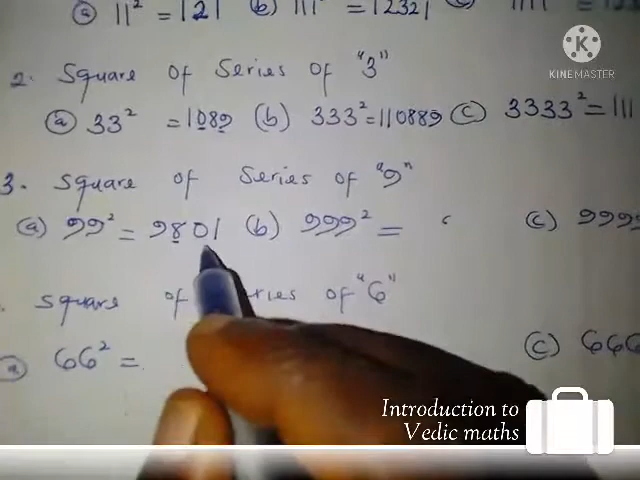 (a) 11² = 121 (b) 111² = 12321 (c)
KINEMASTER
2. Square of Series of "3"
(a) 33² = 1089 (b) 333² = 110889 (c) 3333² = 111
3. Square of Series of "9"
(a) 99² = 9801 (b) 999² = (c) 999
Square of of "6"
(a) 66² = (c) 666
Introduction to
Vedic maths